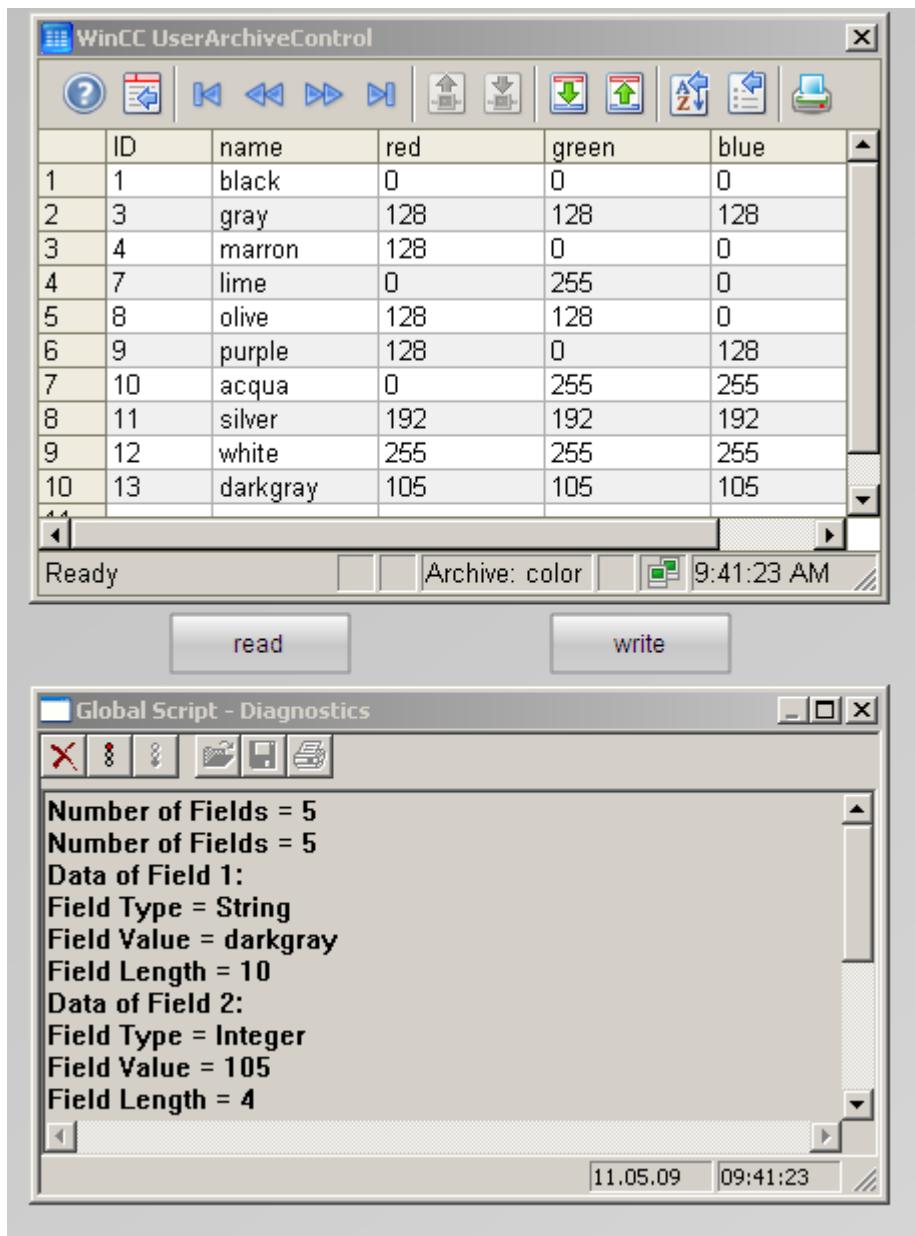 WinCC UserArchiveControl
ID name red green blue
1 1 black 0 0 0
2 3 gray 128 128 128
3 4 marron 128 0 0
4 7 lime 0 255 0
5 8 olive 128 128 0
6 9 purple 128 0 128
7 10 acqua 0 255 255
8 11 silver 192 192 192
9 12 white 255 255 255
10 13 darkgray 105 105 105
Ready Archive: color 9:41:23 AM
read write
Global Script - Diagnostics
Number of Fields = 5
Number of Fields = 5
Data of Field 1:
Field Type = String
Field Value = darkgray
Field Length = 10
Data of Field 2:
Field Type = Integer
Field Value = 105
Field Length = 4
11.05.09 09:41:23